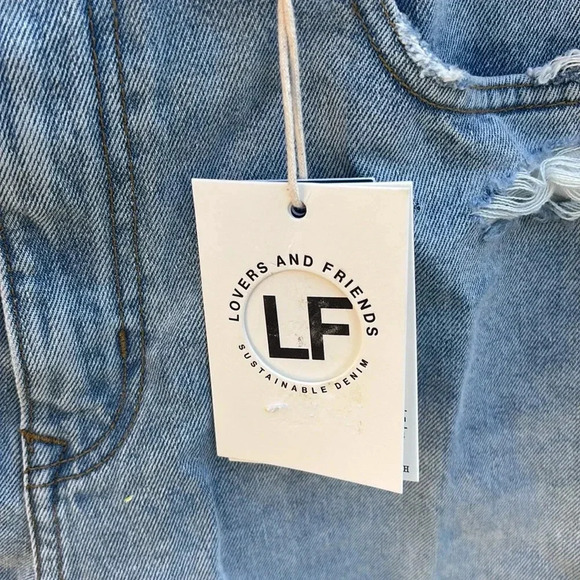 LOVERS AND FRIENDS
LF
SUSTAINABLE DENIM
H